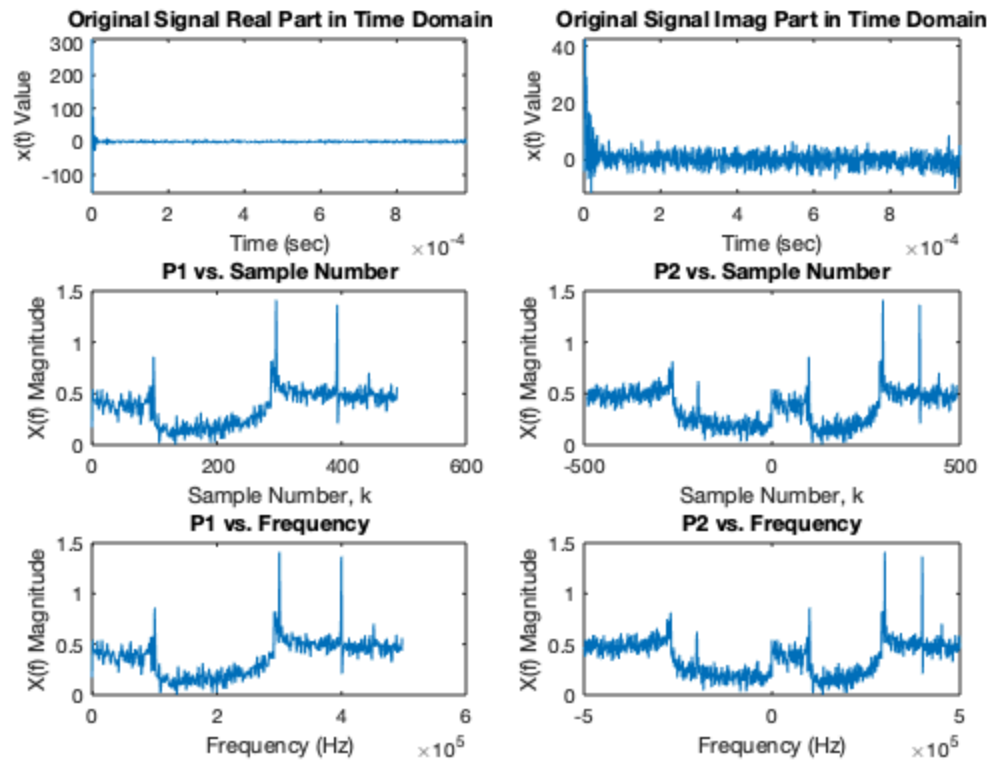 Original Signal Real Part in Time Domain
300
200
100
0
-100
x(t) Value
0 2 4 6 8
Time (sec) ×10-4
Original Signal Imag Part in Time Domain
40
20
0
x(t) Value
0 2 4 6 8
Time (sec) ×10-4
P1 vs. Sample Number
1.5
1
0.5
0
X(f) Magnitude
0 200 400 600
Sample Number, k
P2 vs. Sample Number
1.5
1
0.5
0
X(f) Magnitude
-500 0 500
Sample Number, k
P1 vs. Frequency
1.5
1
0.5
0
X(f) Magnitude
0 2 4 6
Frequency (Hz) ×105
P2 vs. Frequency
1.5
1
0.5
0
X(f) Magnitude
-5 0 5
Frequency (Hz) ×105